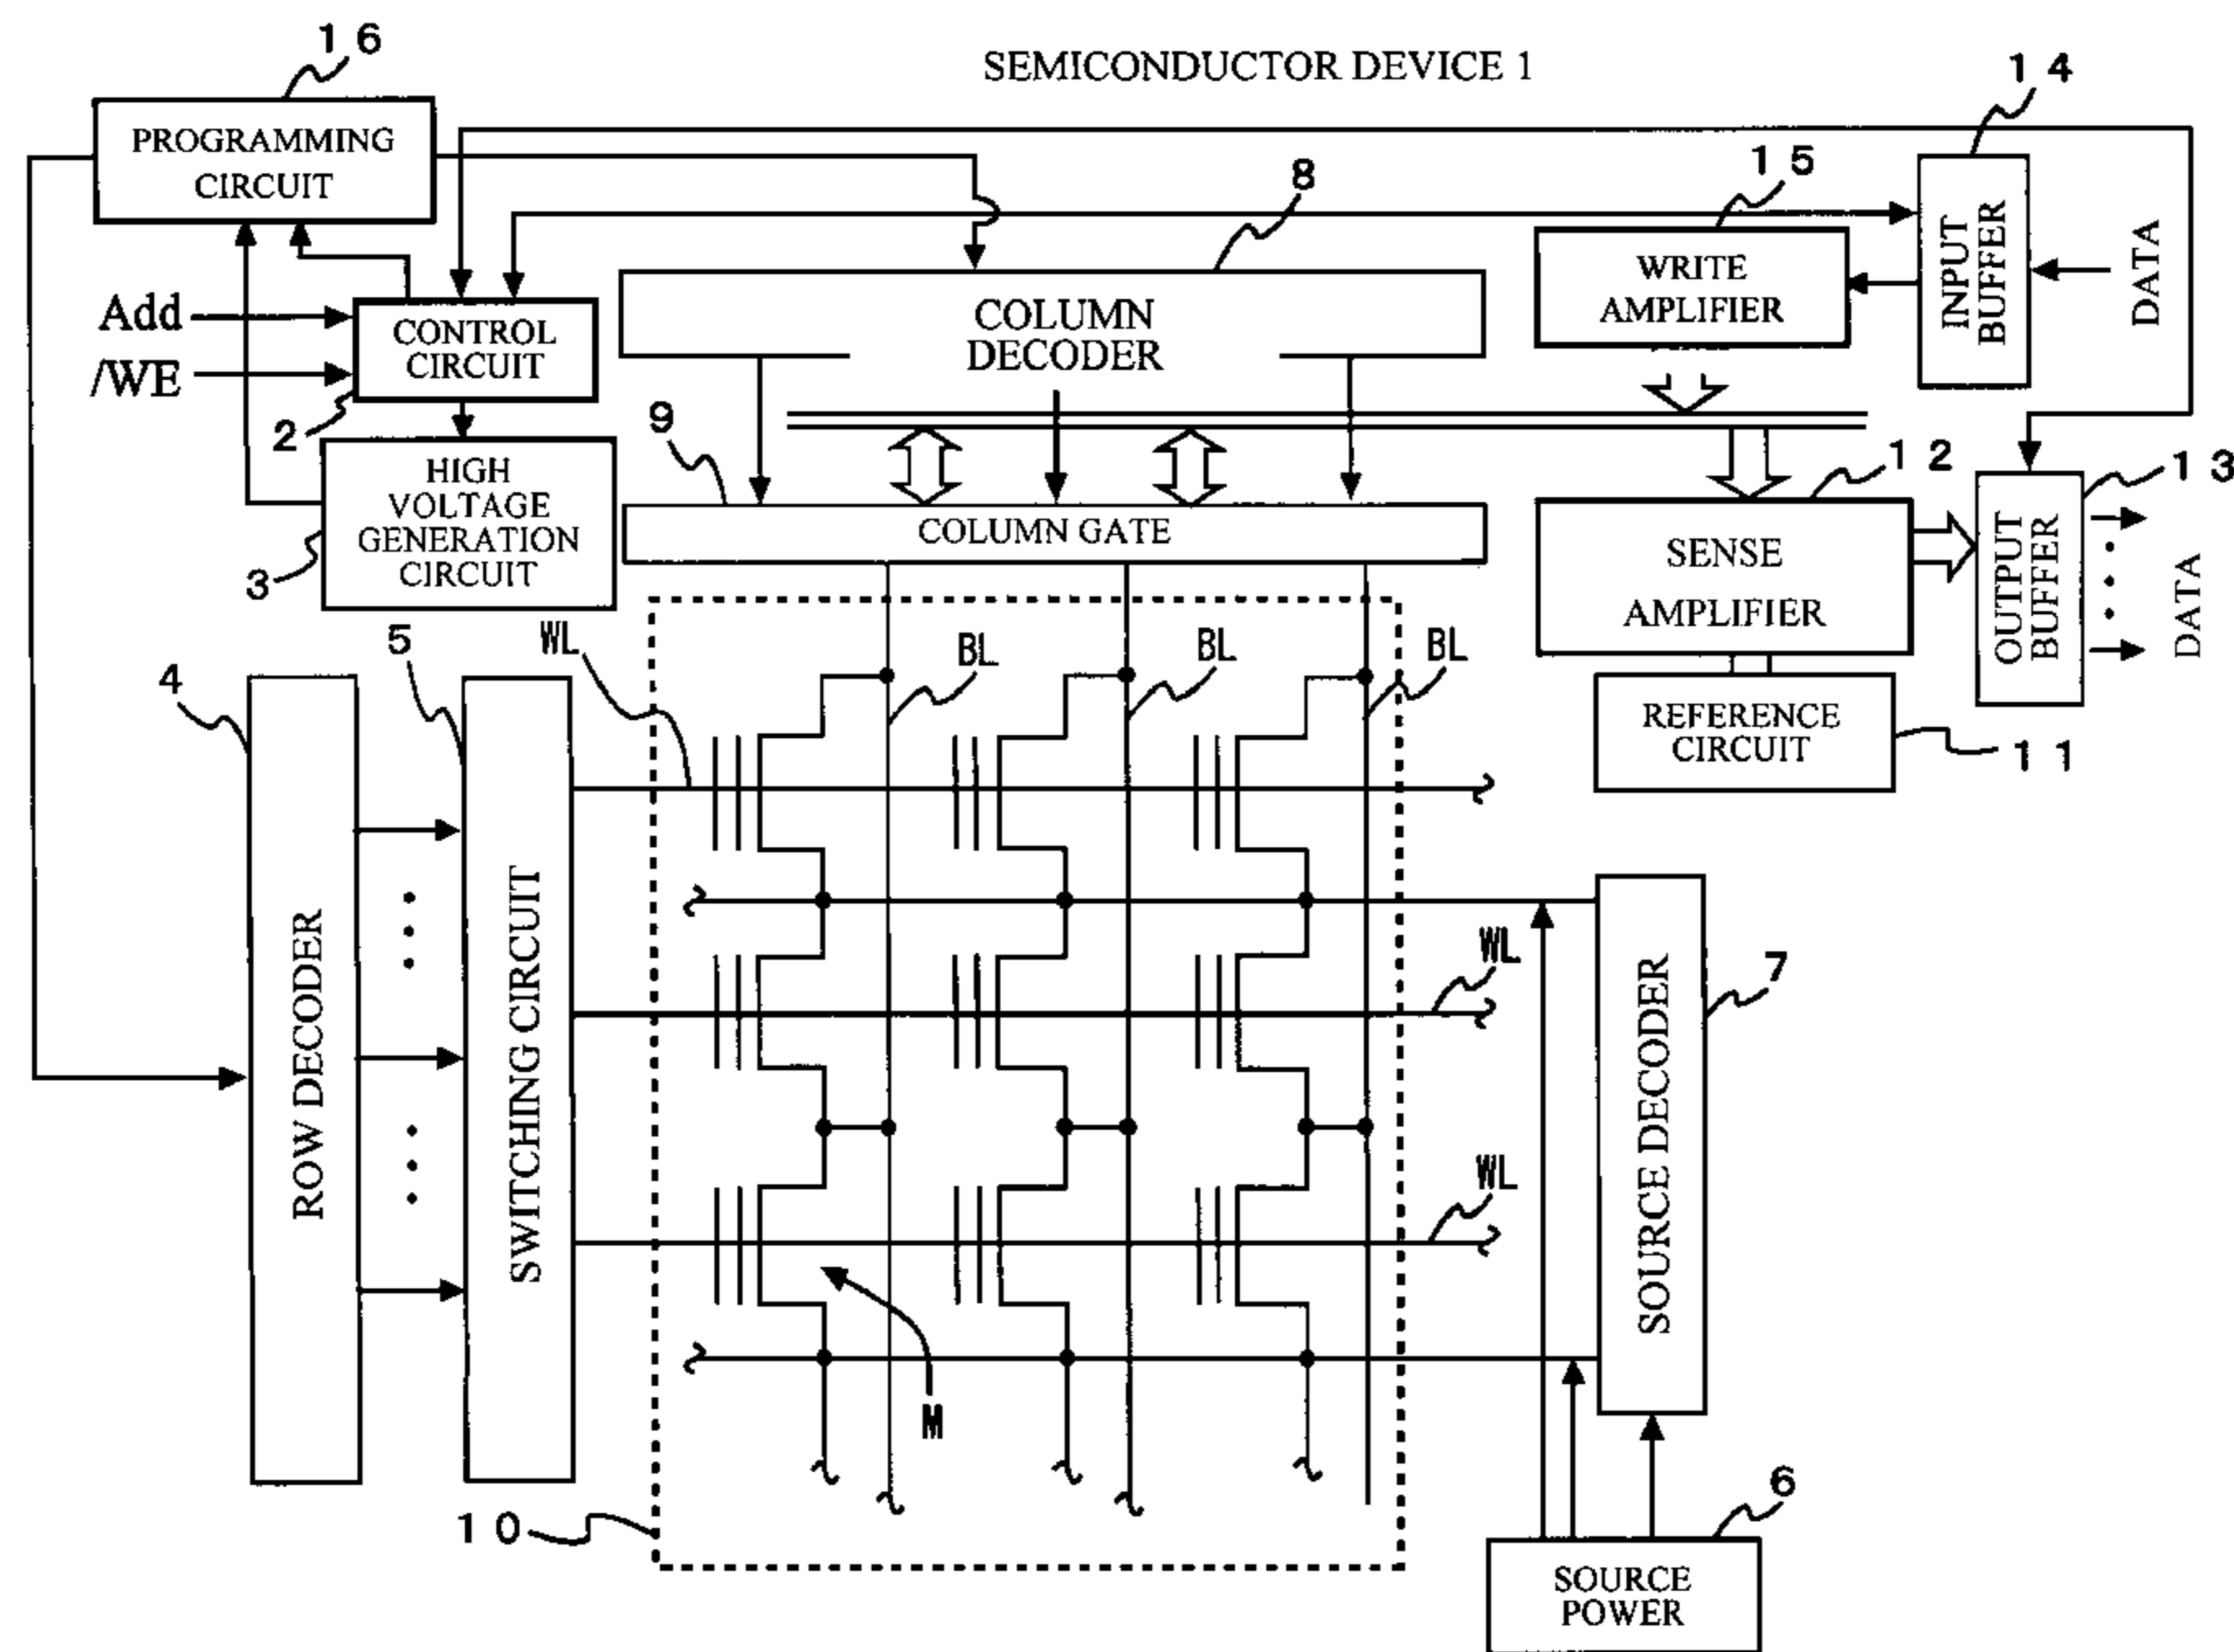 16
SEMICONDUCTOR DEVICE 1
14
PROGRAMMING
CIRCUIT
15
8
INPUT
BUFFER
DATA
WRITE
AMPLIFIER
Add
/WE
CONTROL
CIRCUIT
COLUMN
DECODER
2
9
HIGH
VOLTAGE
GENERATION
CIRCUIT
3
COLUMN GATE
12
13
SENSE
AMPLIFIER
OUTPUT
BUFFER
DATA
5
WL
BL
BL
BL
4
REFERENCE
CIRCUIT
11
ROW DECODER
SWITCHING CIRCUIT
WL
SOURCE DECODER
7
WL
M
10
6
SOURCE
POWER